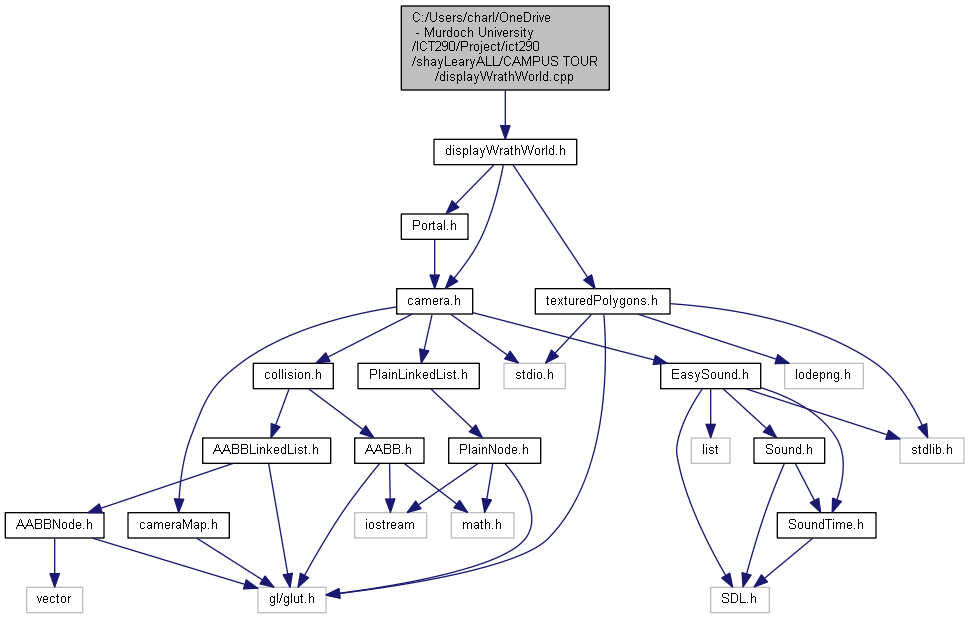 C:/Users/charl/OneDrive
- Murdoch University
/ICT290/Project/ict290
/shayLearyALL/CAMPUS TOUR
/displayWrathWorld.cpp
displayWrathWorld.h
Portal.h
camera.h
texturedPolygons.h
collision.h
PlainLinkedList.h
stdio.h
EasySound.h
lodepng.h
AABBLinkedList.h
AABB.h
PlainNode.h
list
Sound.h
stdlib.h
AABBNode.h
cameraMap.h
iostream
math.h
SoundTime.h
vector
gl/glut.h
SDL.h